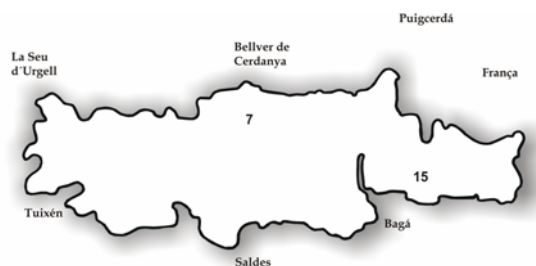 Puigcerdá
La Seu
d´Urgell
Bellver de
Cerdanya
França
7
15
Tuixén
Bagá
Saldes